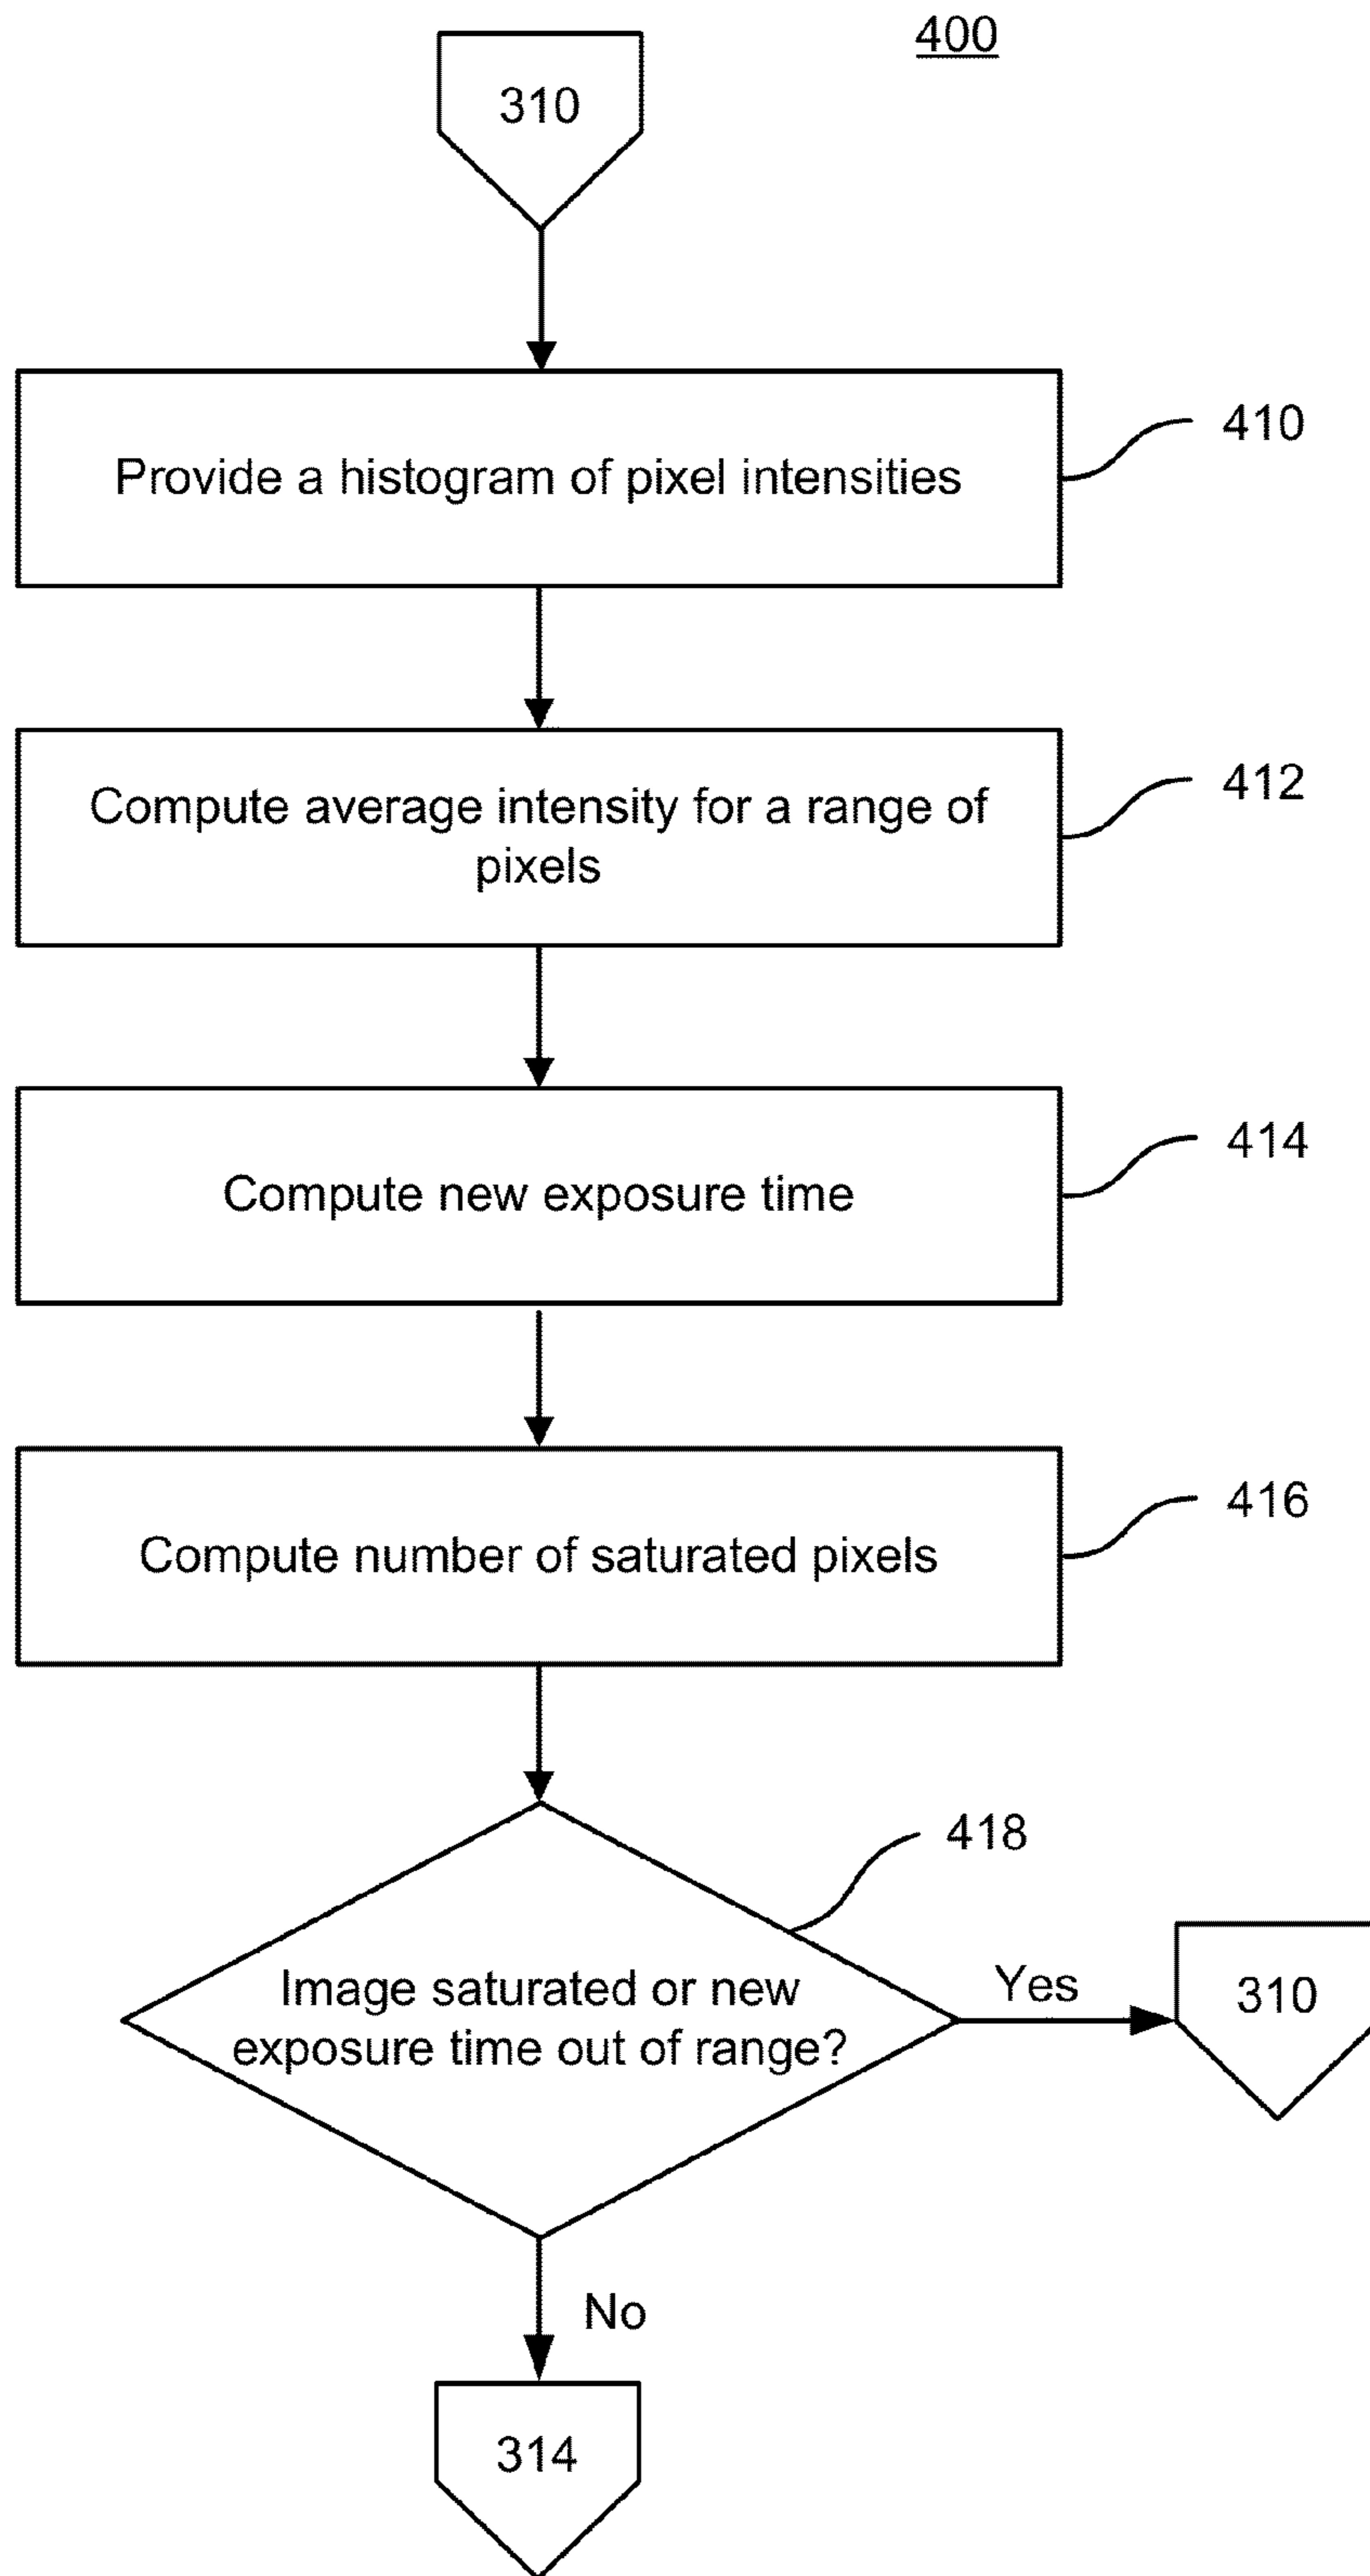 400
310
Provide a histogram of pixel intensities
410
Compute average intensity for a range of
pixels
412
Compute new exposure time
414
Compute number of saturated pixels
416
418
Image saturated or new
exposure time out of range?
Yes
310
No
314